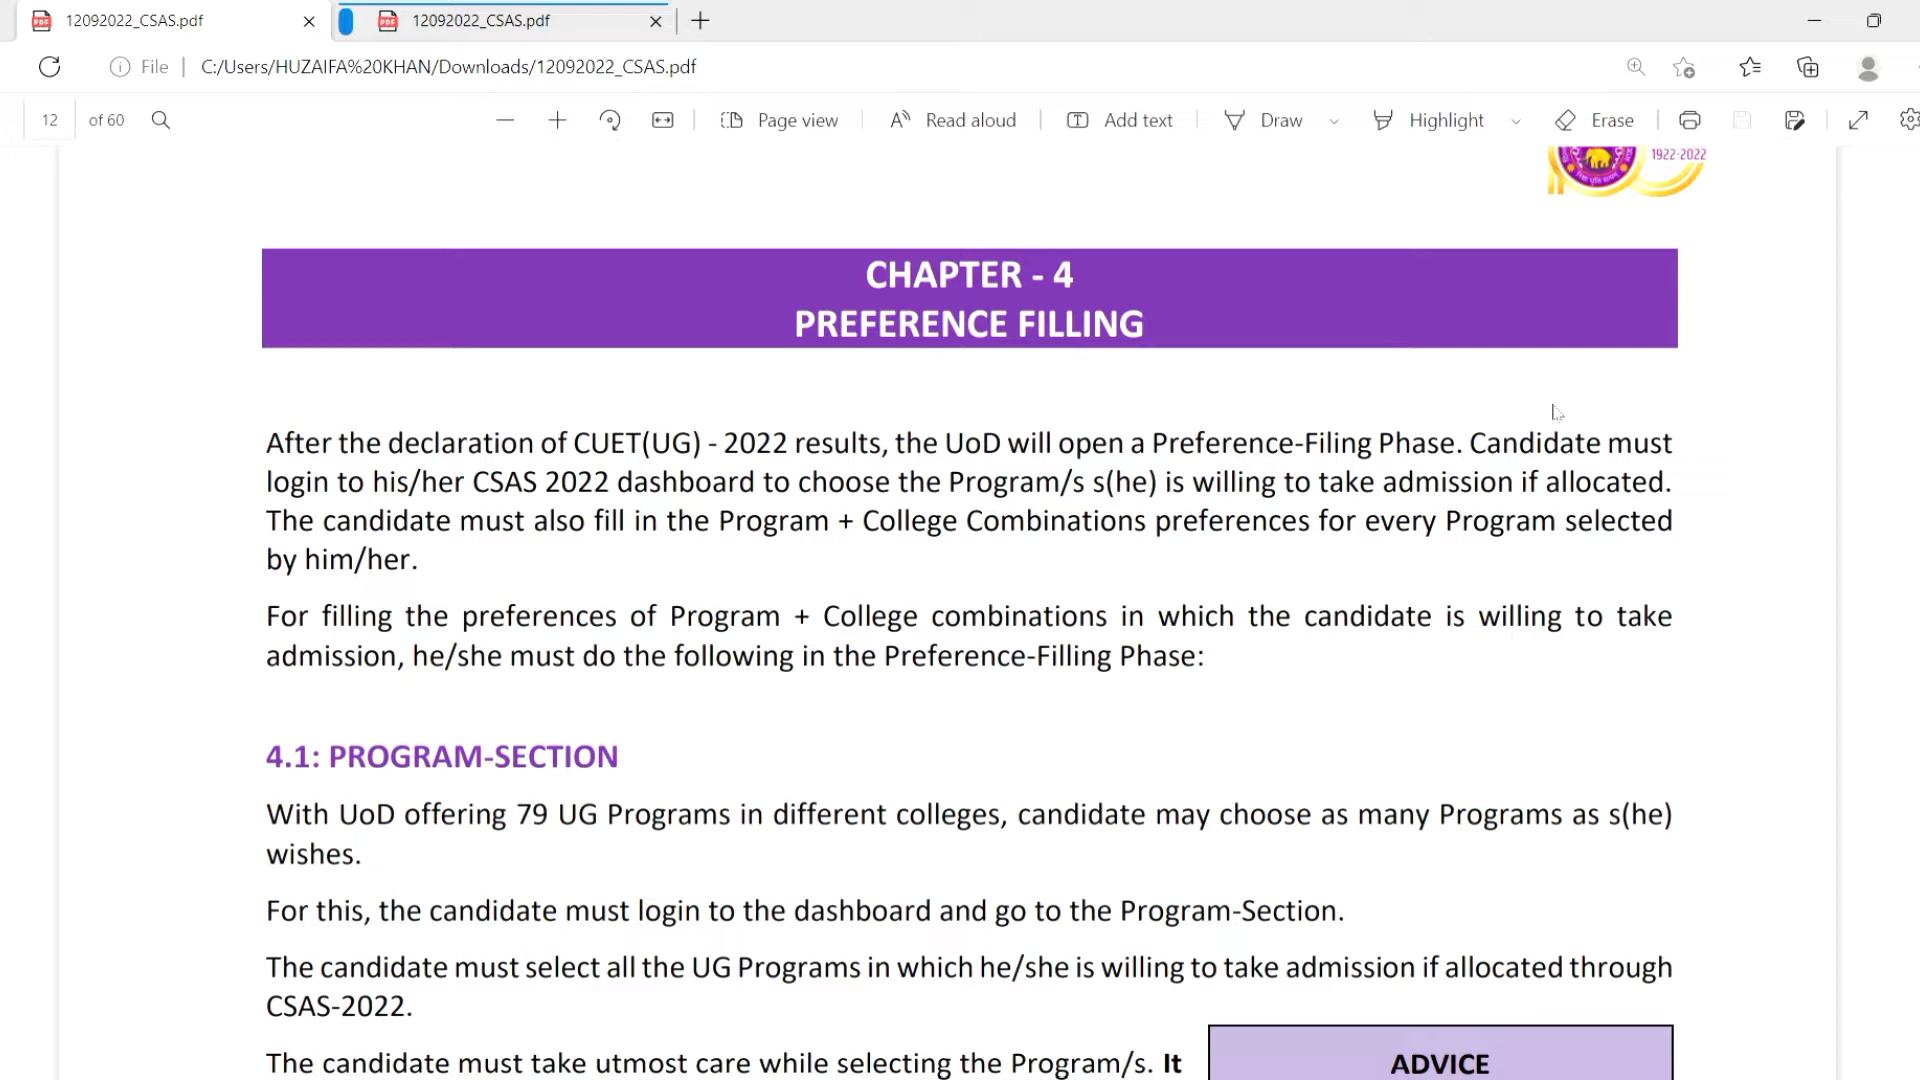 12092022_CSAS.pdf
12092022_CSAS.pdf
File
C:/Users/HUZAIFA%20KHAN/Downloads/12092022_CSAS.pdf
12 of 60
Page view
Read aloud
Add text
Draw
Highlight
Erase
1922-2022
CHAPTER - 4
PREFERENCE FILLING
After the declaration of CUET(UG) - 2022 results, the UoD will open a Preference-Filing Phase. Candidate must
login to his/her CSAS 2022 dashboard to choose the Program/s s(he) is willing to take admission if allocated.
The candidate must also fill in the Program + College Combinations preferences for every Program selected
by him/her.
For filling the preferences of Program + College combinations in which the candidate is willing to take
admission, he/she must do the following in the Preference-Filling Phase:
4.1: PROGRAM-SECTION
With UoD offering 79 UG Programs in different colleges, candidate may choose as many Programs as s(he)
wishes.
For this, the candidate must login to the dashboard and go to the Program-Section.
The candidate must select all the UG Programs in which he/she is willing to take admission if allocated through
CSAS-2022.
The candidate must take utmost care while selecting the Program/s. It
ADVICE